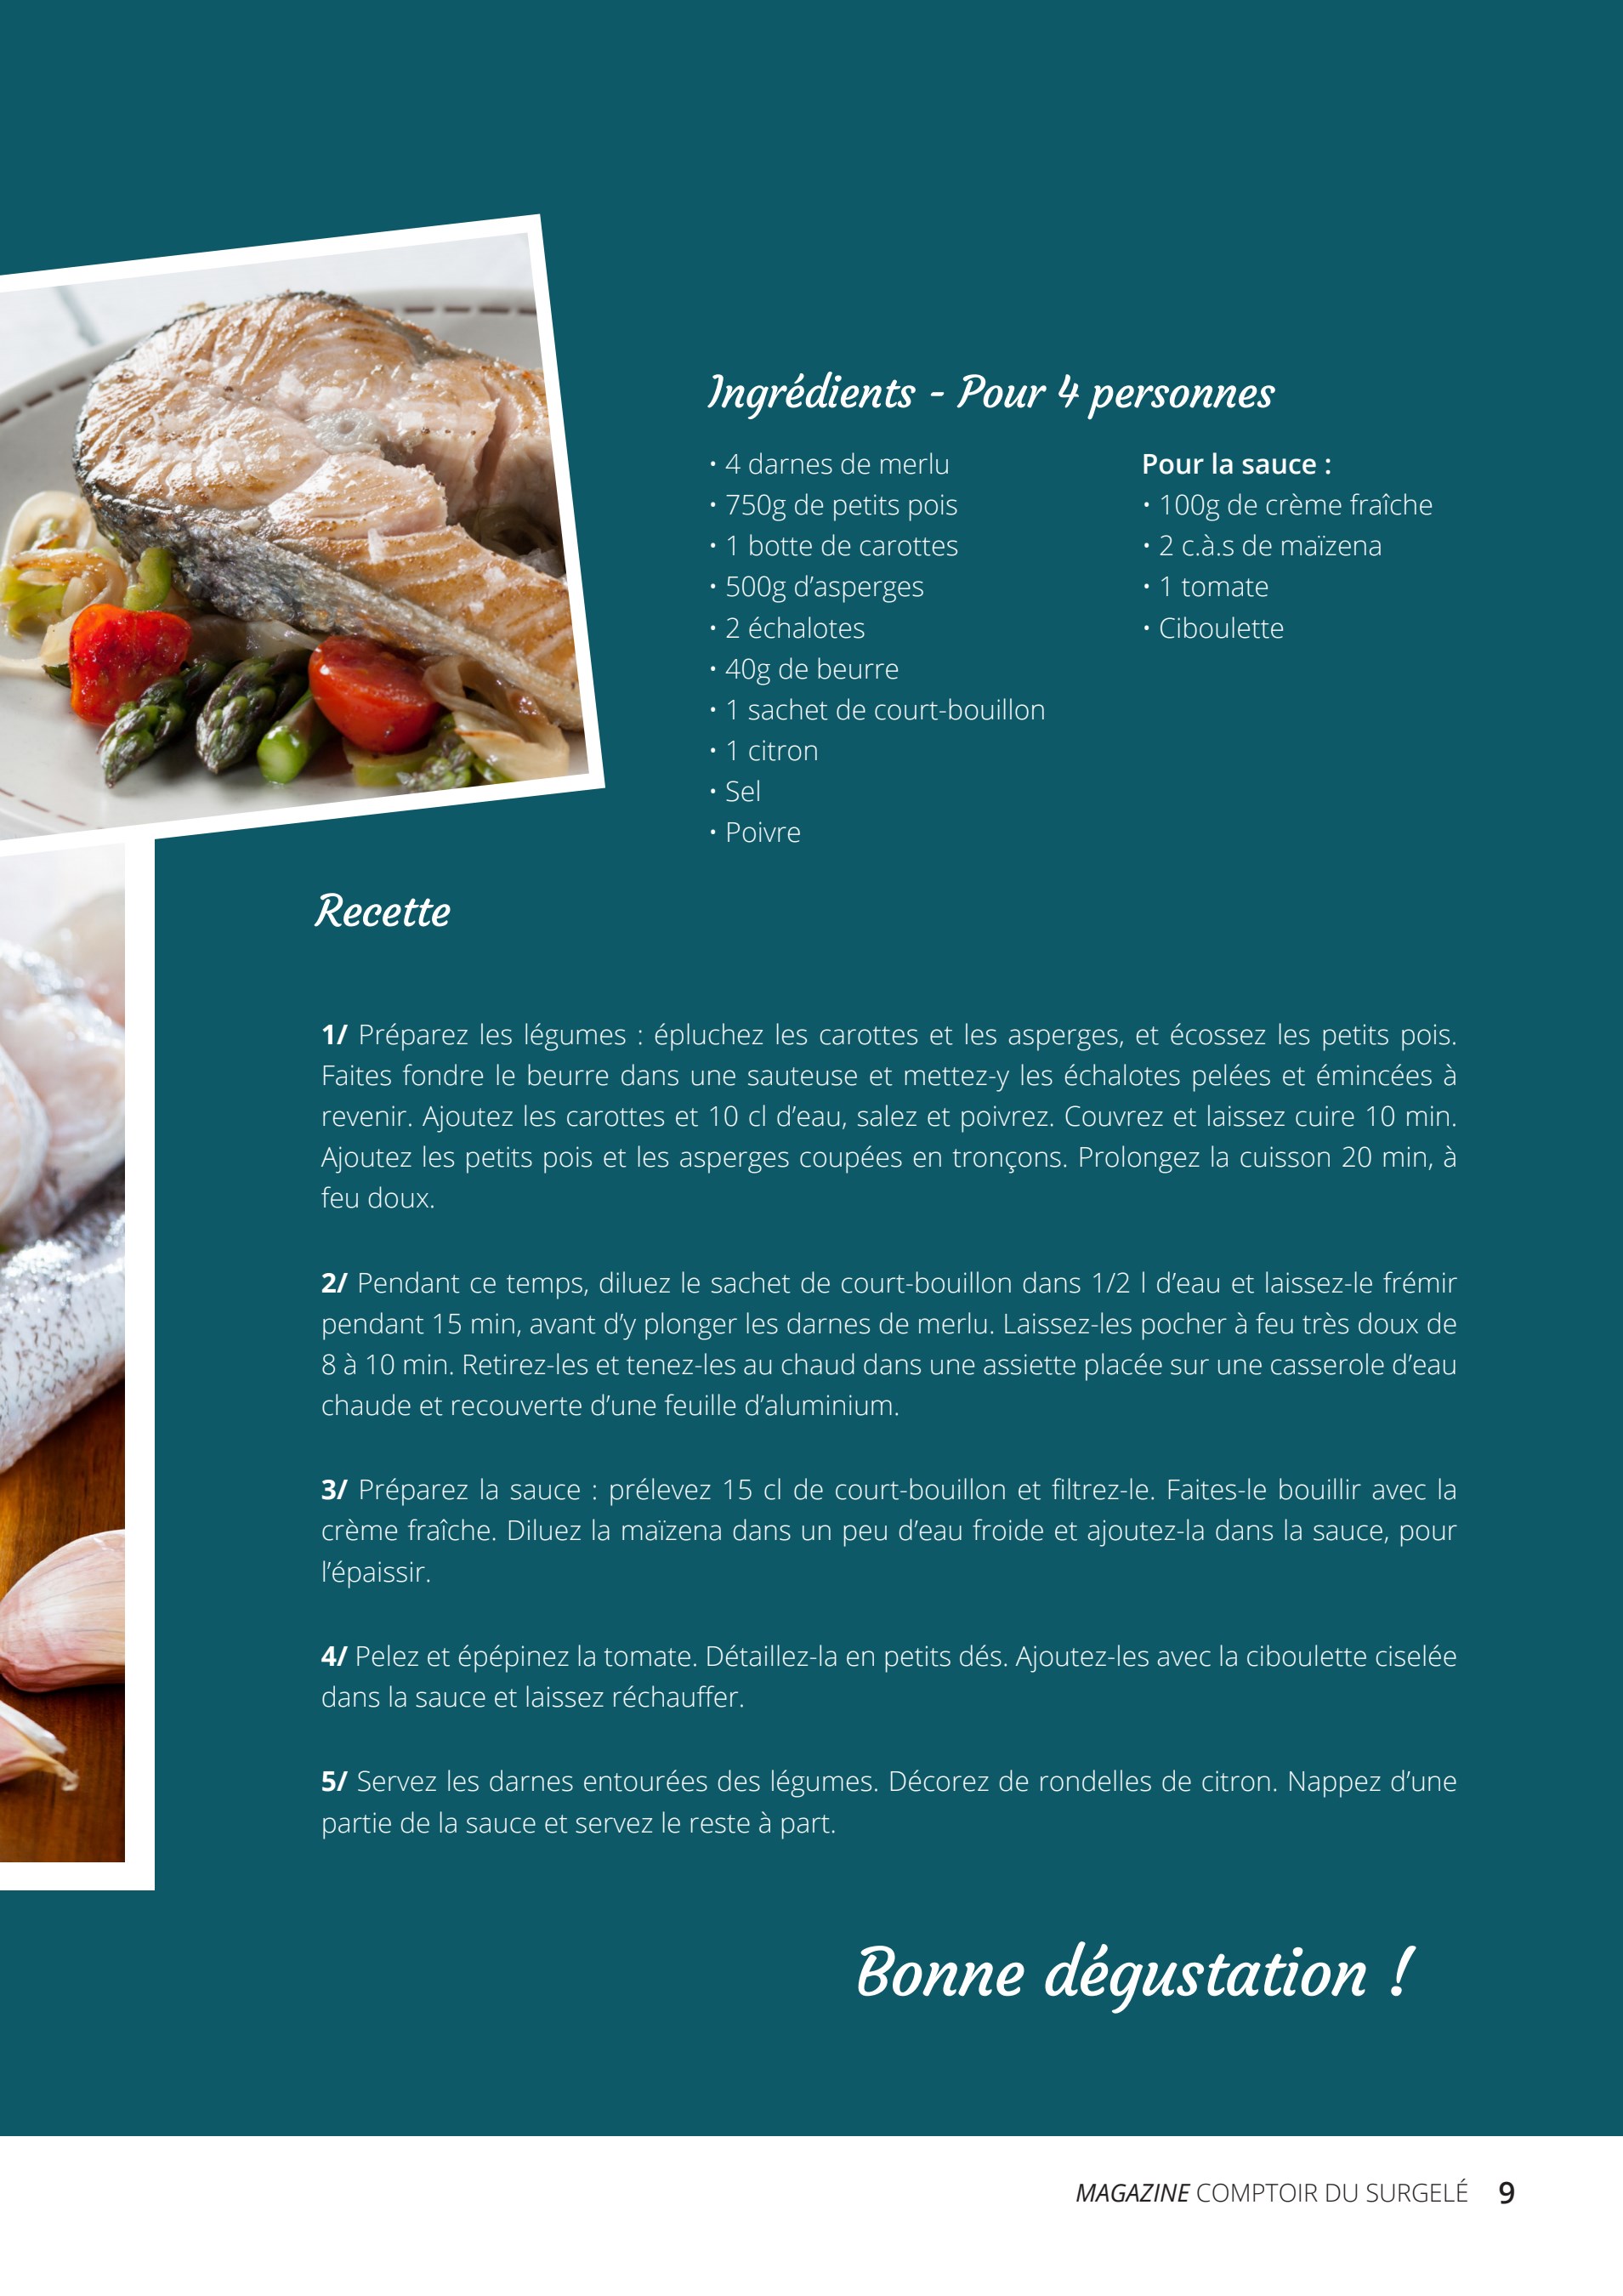 Ingrédients - Pour 4 personnes
• 4 darnes de merlu
• 750g de petits pois
• 1 botte de carottes
• 500g d’asperges
• 2 échalotes
• 40g de beurre
• 1 sachet de court-bouillon
• 1 citron
• Sel
• Poivre
Pour la sauce :
• 100g de crème fraîche
• 2 c.à.s de maïzena
• 1 tomate
• Ciboulette
Recette
1/ Préparez les légumes : épluchez les carottes et les asperges, et écossez les petits pois.
Faites fondre le beurre dans une sauteuse et mettez-y les échalotes pelées et émincées à
revenir. Ajoutez les carottes et 10 cl d’eau, salez et poivrez. Couvrez et laissez cuire 10 min.
Ajoutez les petits pois et les asperges coupées en tronçons. Prolongez la cuisson 20 min, à
feu doux.
2/ Pendant ce temps, diluez le sachet de court-bouillon dans 1/2 l d’eau et laissez-le frémir
pendant 15 min, avant d’y plonger les darnes de merlu. Laissez-les pocher à feu très doux de
8 à 10 min. Retirez-les et tenez-les au chaud dans une assiette placée sur une casserole d’eau
chaude et recouverte d’une feuille d’aluminium.
3/ Préparez la sauce : prélevez 15 cl de court-bouillon et filtrez-le. Faites-le bouillir avec la
crème fraîche. Diluez la maïzena dans un peu d’eau froide et ajoutez-la dans la sauce, pour
l’épaissir.
4/ Pelez et épépinez la tomate. Détaillez-la en petits dés. Ajoutez-les avec la ciboulette ciselée
dans la sauce et laissez réchauffer.
5/ Servez les darnes entourées des légumes. Décorez de rondelles de citron. Nappez d’une
partie de la sauce et servez le reste à part.
Bonne dégustation !
MAGAZINE COMPTOIR DU SURGELÉ 9